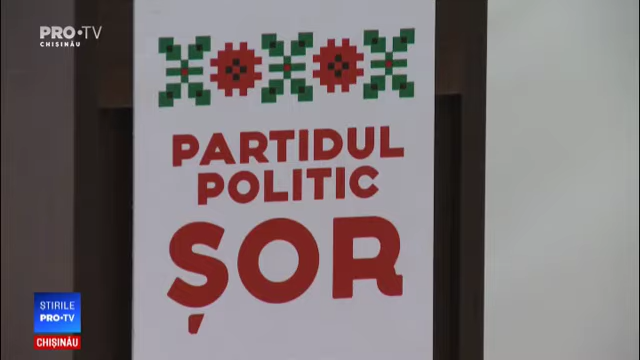 PRO•TV
CHIȘINĂU
PARTIDUL
POLITIC
ȘOR
ȘTIRILE
PRO•TV
CHIȘINĂU